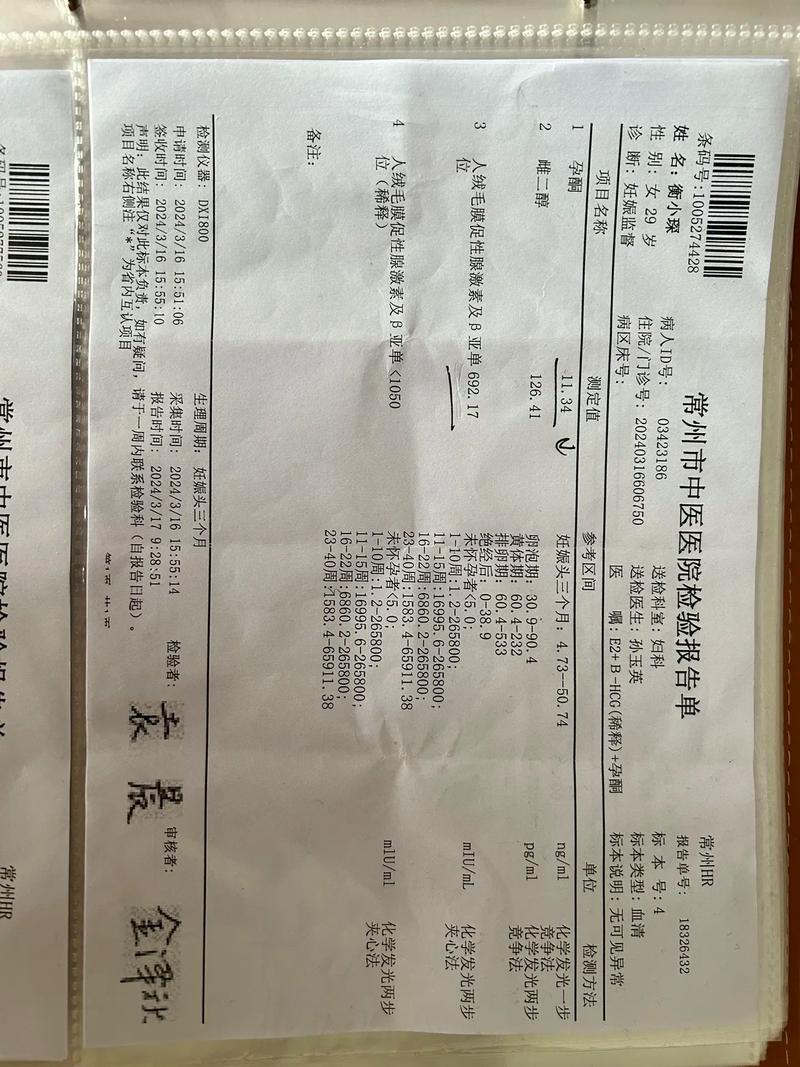 常州市中医医院检验报告单
常州HR
条码号:1005274428
报告单号: 18326432
姓 名:衡小琛
病人ID号: 03423186
送检科室:妇科
标 本 号:4
性 别:女 29 岁
住院/门诊号: 20240316606750
送检医生:孙玉英
标本类型:血清
诊 断:妊娠监督
病区床号:
医 嘱:E2+B-HCG(稀释)+孕酮
标本说明:无可见异常
项目名称 测定值 参考区间 单位 检测方法
1 孕酮 11.34 妊娠头三个月: 4.73--50.74 ng/ml 化学发光一步竞争法
2 雌二醇 126.41 卵泡期: 30.9-90.4 pg/ml 化学发光两步竞争法
黄体期: 60.4-232
排卵期: 60.4-533
绝经后: 0-38.9
3 人绒毛膜促性腺激素及β亚单位 692.17 未怀孕者<5.0; mIU/mL 化学发光两步夹心法
1-10周:1.2-265800;
11-15周:16995.6-265800;
16-22周:6860.2-265800;
23-40周:1583.4-65911.38
4 人绒毛膜促性腺激素及β亚单位(稀释) <1050 未怀孕者<5.0; mlU/ml 化学发光两步夹心法
1-10周:1.2-265800;
11-15周:16995.6-265800;
16-22周:6860.2-265800;
23-40周:1583.4-65911.38
备注:
检测仪器: DXI800
生理周期: 妊娠头三个月
申请时间: 2024/3/16 15:51:06
采集时间: 2024/3/16 15:55:14
检验者:
审核者:
签收时间: 2024/3/16 15:55:10
报告时间: 2024/3/17 9:28:51
声明:此结果仅对此标本负责,如有疑问,请于一周内联系检验科(自报告日起)。
项目名称右侧注“*”为省内互认项目
常州市中医医院检验报告单
常州HR